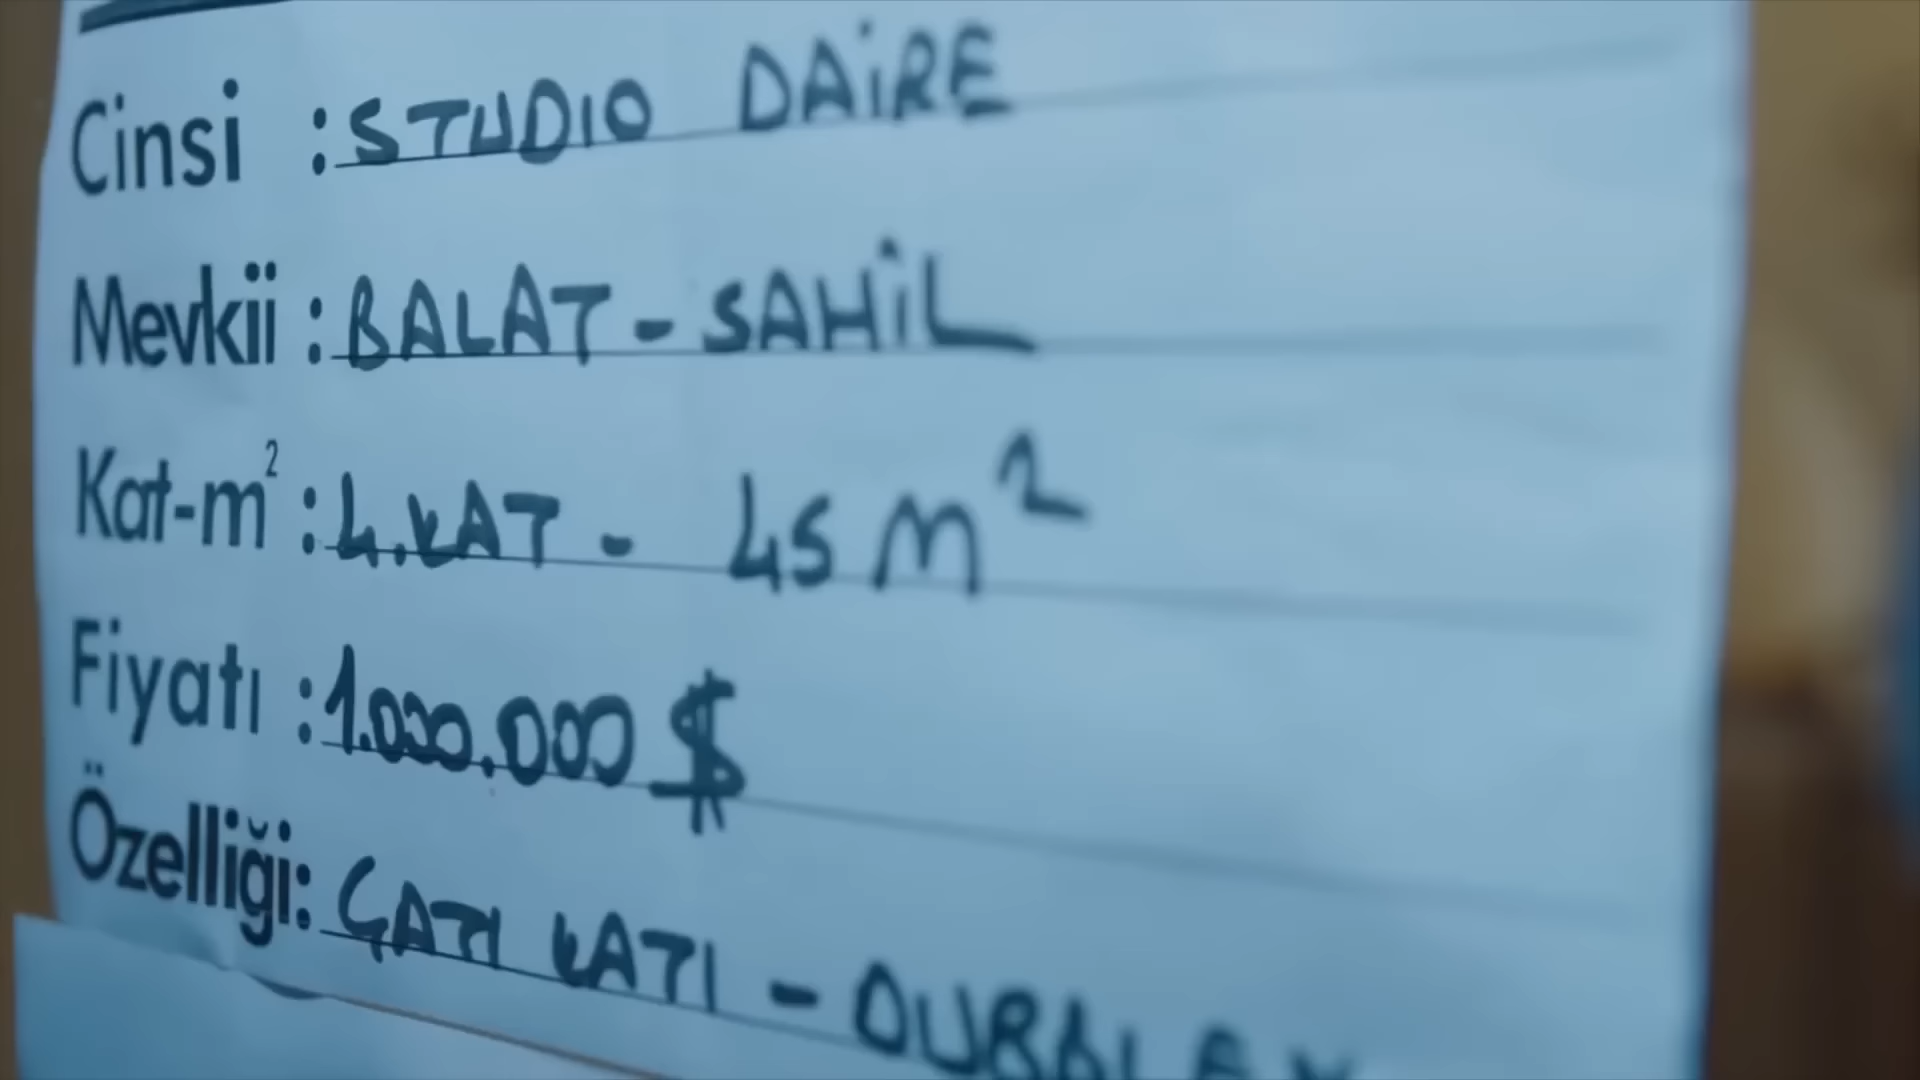 Cinsi : STUDIO DAİRE
Mevkii : BALAT - SAHİL
Kat-m² : 4.KAT - 45 m²
Fiyatı : 1.000.000 $
Özelliği: ÇATI KATI -